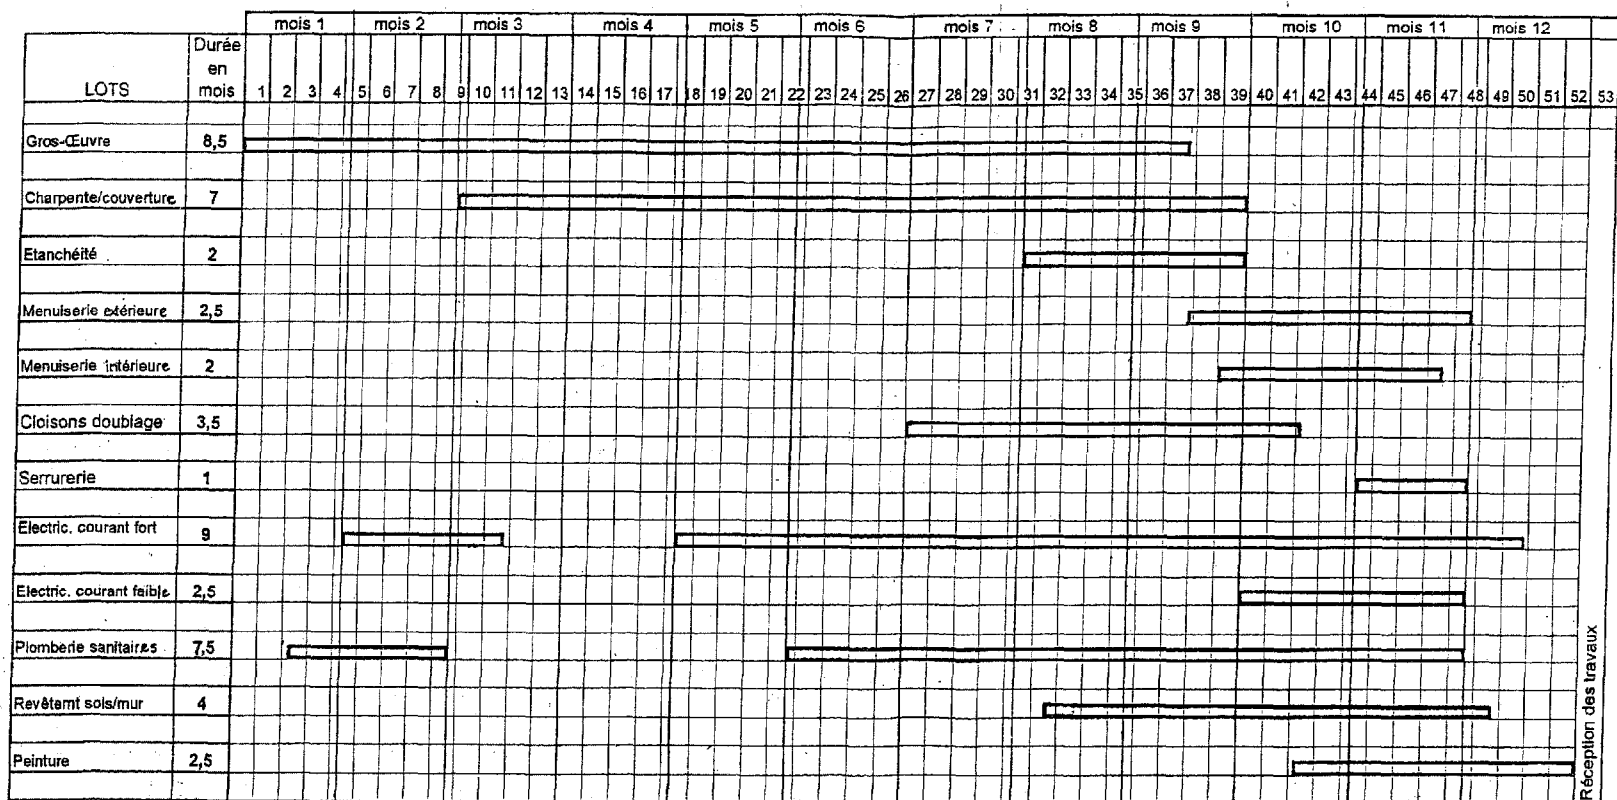 mois 1 mois 2 mois 3 mois 4 mois 5 mois 6 mois 7 mois 8 mois 9 mois 10 mois 11 mois 12
LOTS Durée
en
mois
1 2 3 4 5 6 7 8 9 10 11 12 13 14 15 16 17 18 19 20 21 22 23 24 25 26 27 28 29 30 31 32 33 34 35 36 37 38 39 40 41 42 43 44 45 46 47 48 49 50 51 52 53
Gros-Œuvre 8,5
Charpente/couverture 7
Etanchéité 2
Menuiserie extérieure 2,5
Menuiserie intérieure 2
Cloisons doublage 3,5
Serrurerie 1
Electric. courant fort 9
Electric. courant faible 2,5
Plomberie sanitaires 7,5
Revêtemt sols/mur 4
Peinture 2,5
Réception des travaux